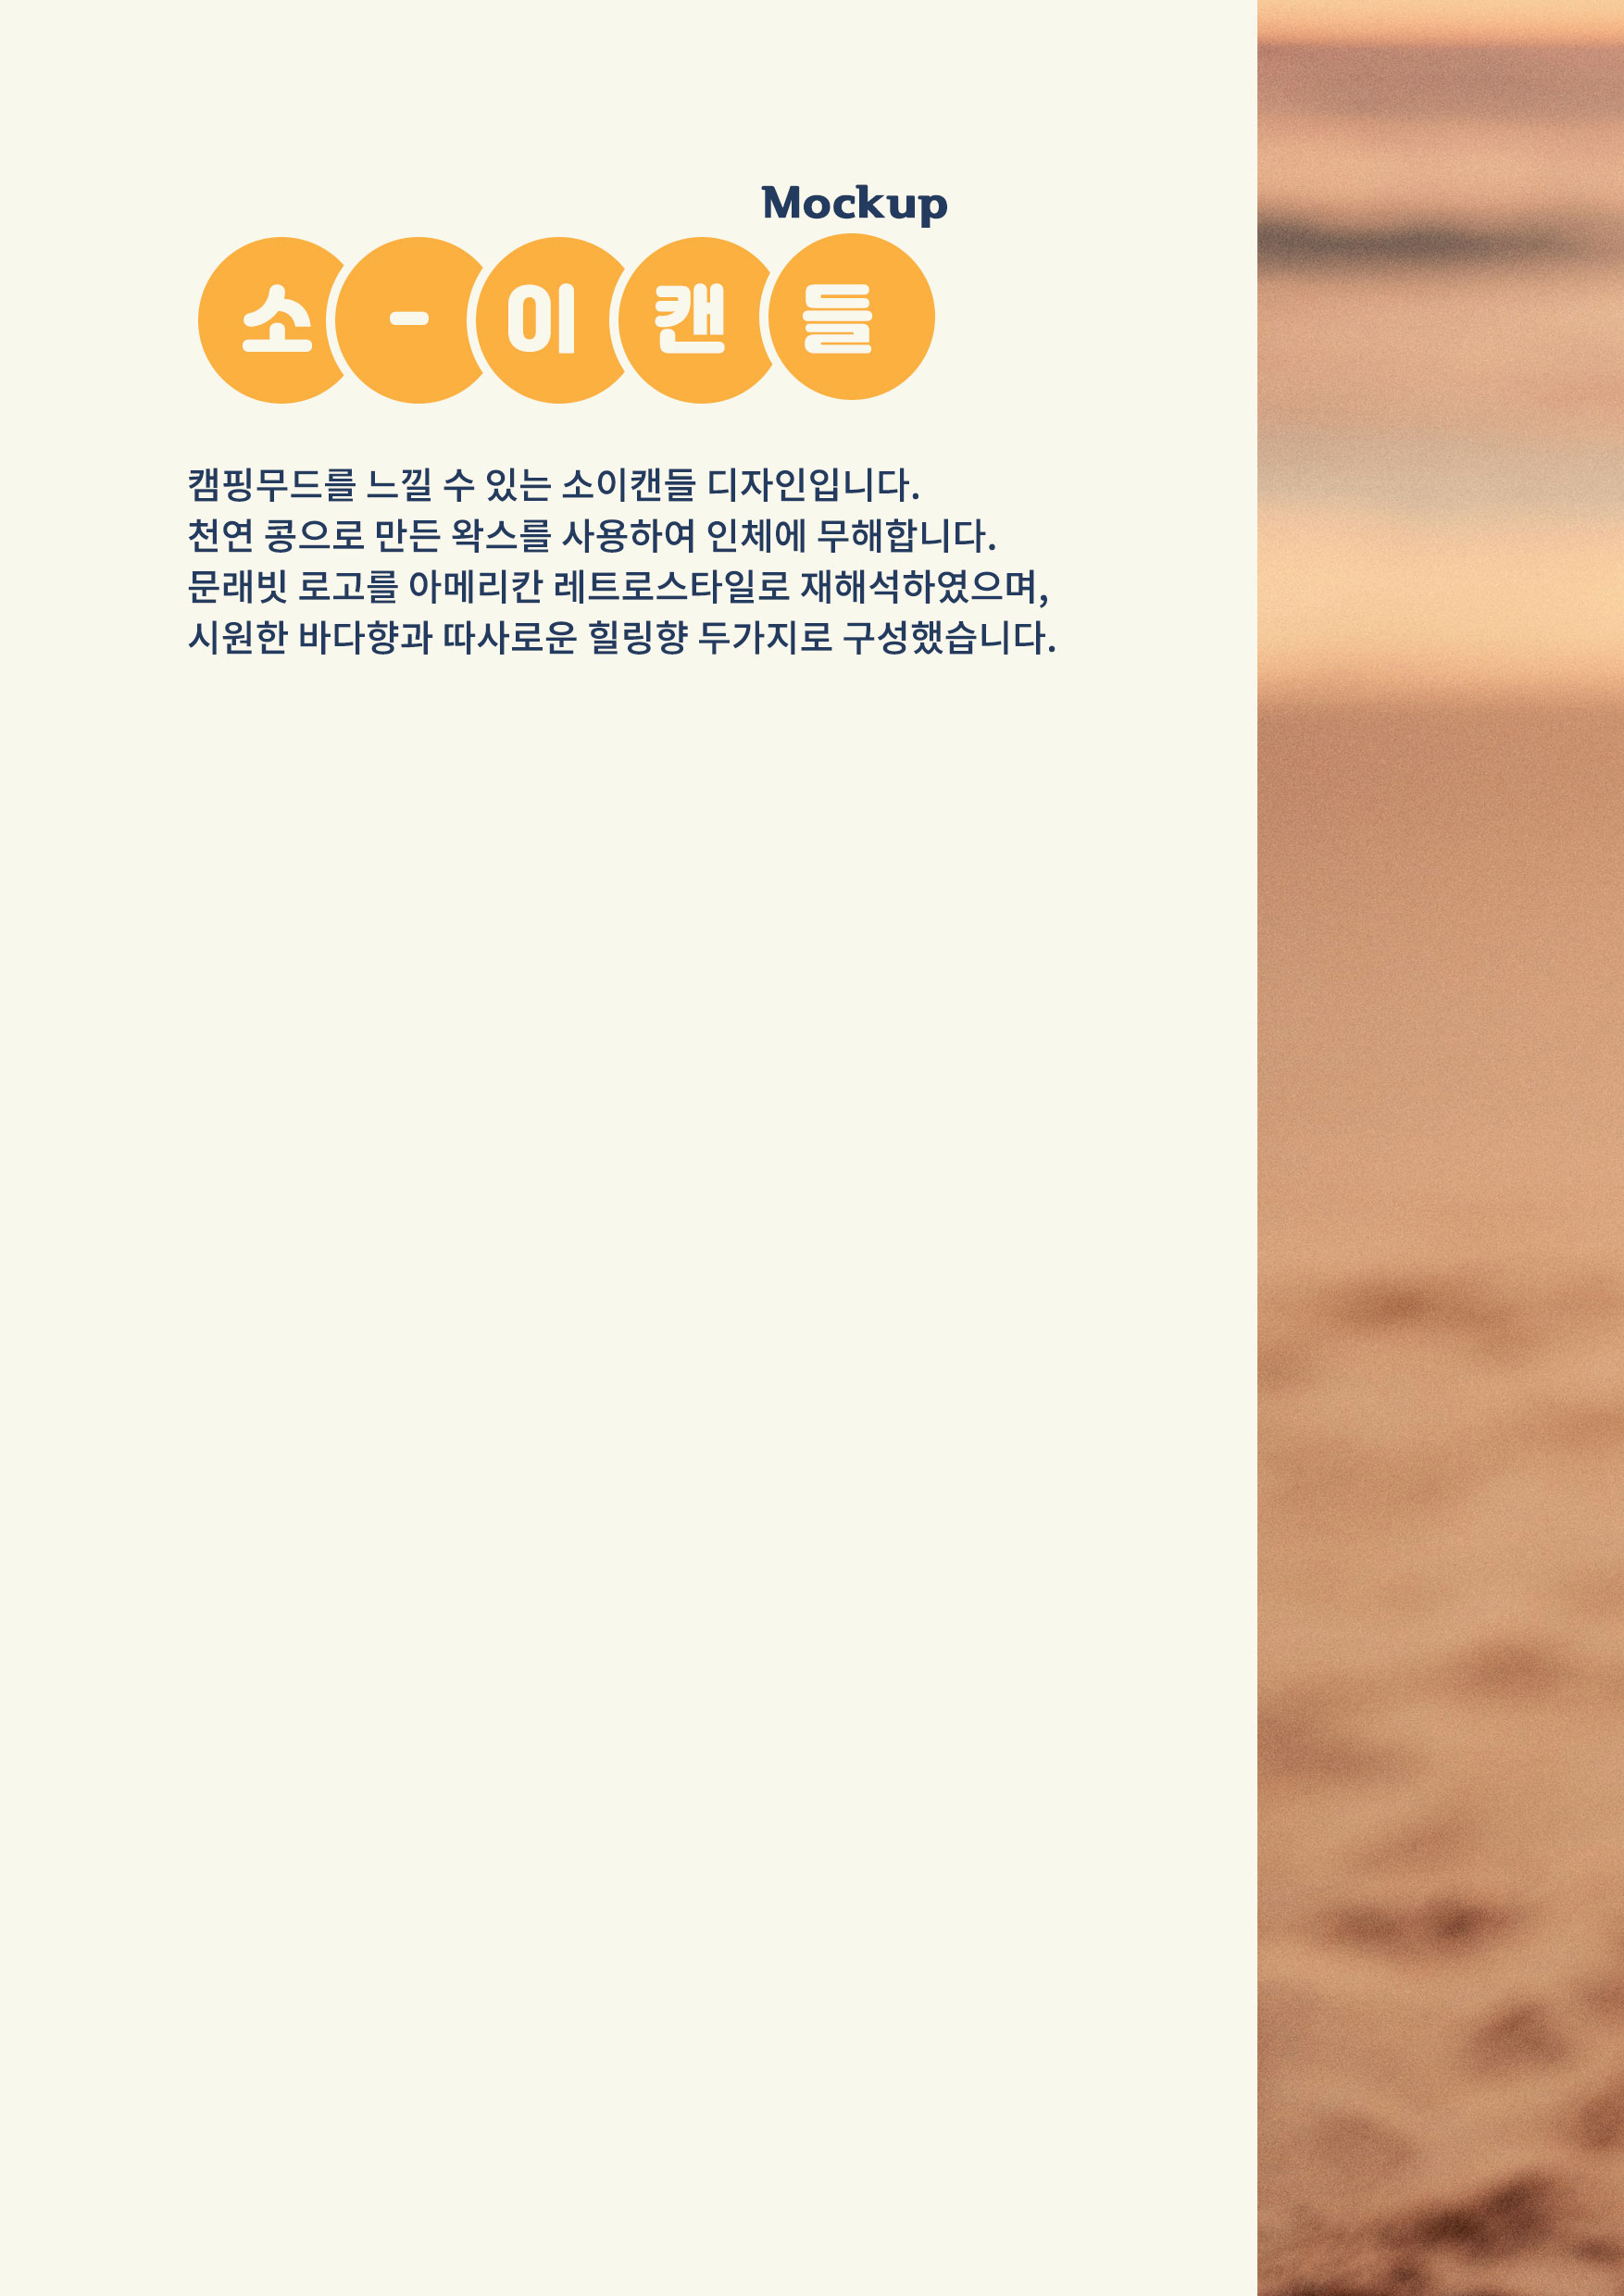 Mockup
소-이캔들
캠핑무드를 느낄 수 있는 소이캔들 디자인입니다.
천연 콩으로 만든 왁스를 사용하여 인체에 무해합니다.
문래빗 로고를 아메리칸 레트로스타일로 재해석하였으며,
시원한 바다향과 따사로운 힐링향 두가지로 구성했습니다.